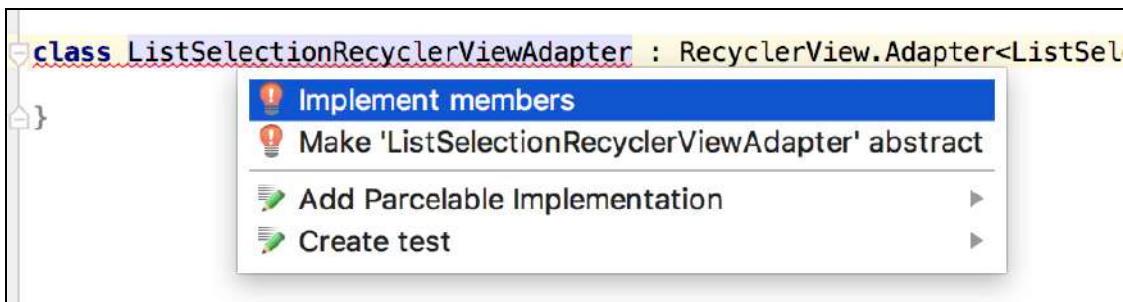 class ListSelectionRecyclerViewAdapter : RecyclerView.Adapter<ListSel
Implement members
}
Make 'ListSelectionRecyclerViewAdapter' abstract
Add Parcelable Implementation
Create test